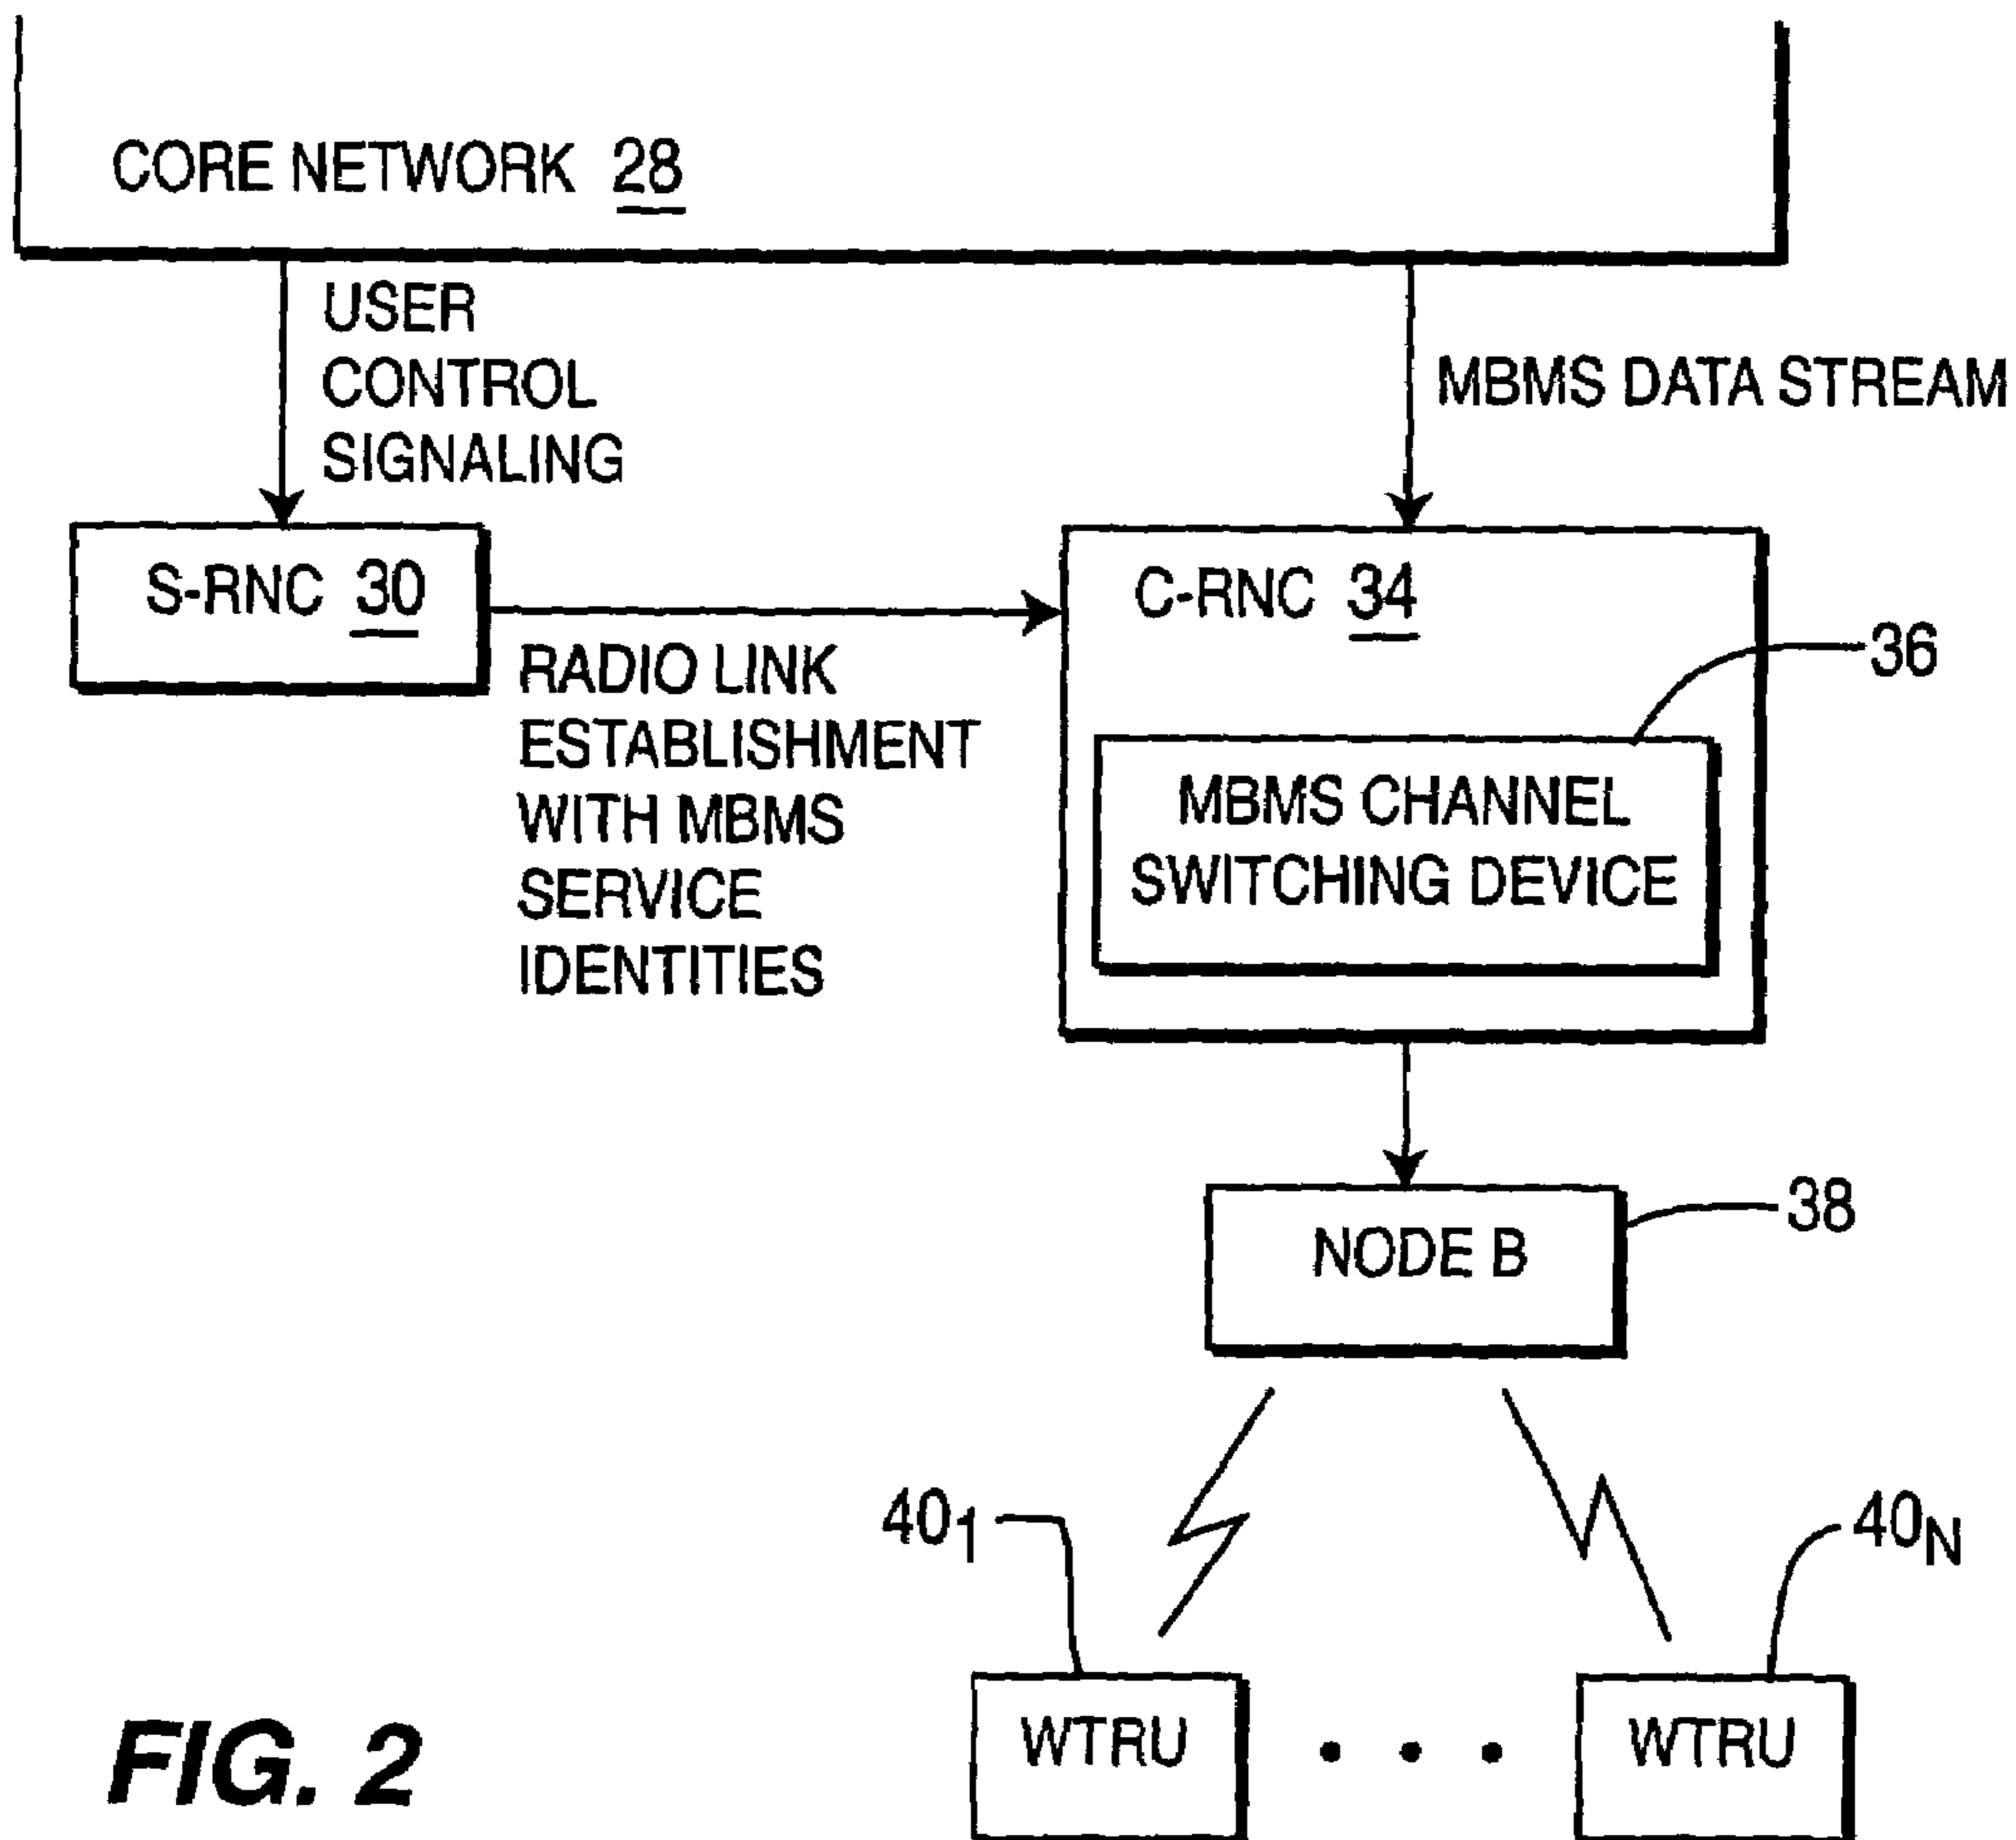 CORE NETWORK 28
USER
CONTROL
SIGNALING
MBMS DATA STREAM
S-RNC 30
C-RNC 34
36
RADIO LINK
ESTABLISHMENT
WITH MBMS
SERVICE
IDENTITIES
MBMS CHANNEL
SWITCHING DEVICE
38
NODE B
40₁
40N
WTRU
• • •
WTRU
FIG. 2